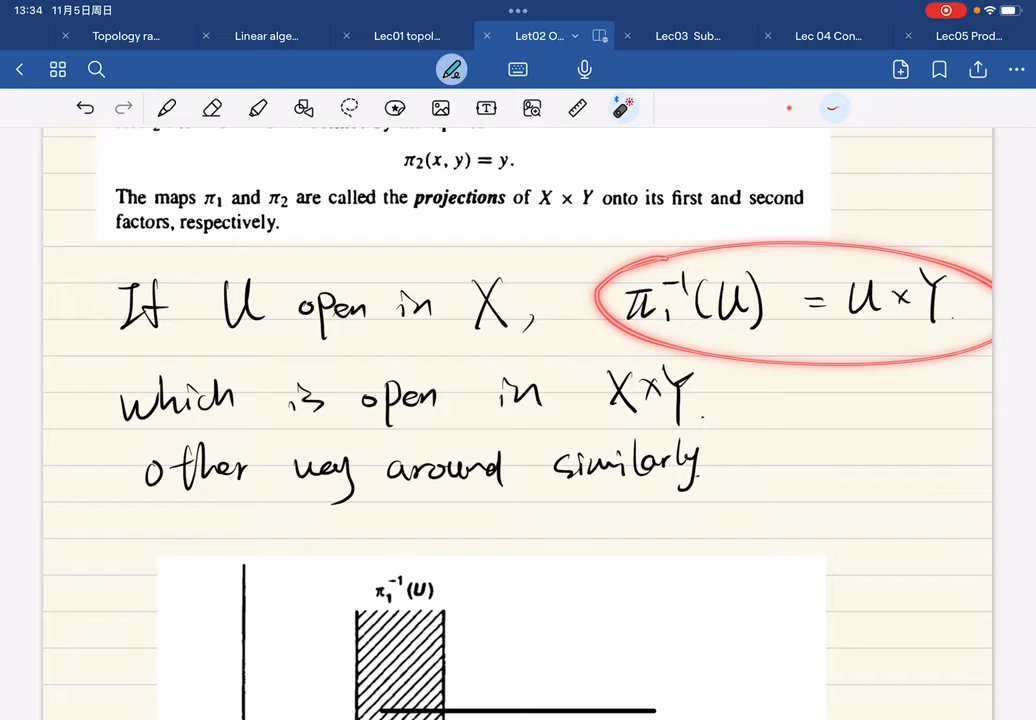 13:34 11月5日周日
Topology ra...
Linear alge...
Lec01 topol...
Let02 O...
Lec03 Sub...
Lec 04 Con...
Lec05 Prod...
π₂(x, y) = y.
The maps π₁ and π₂ are called the projections of X × Y onto its first and second
factors, respectively.
If U open in X, π₁⁻¹(U) = U × Y.
which is open in X×Y.
other way around similarly.
π₁⁻¹(U)